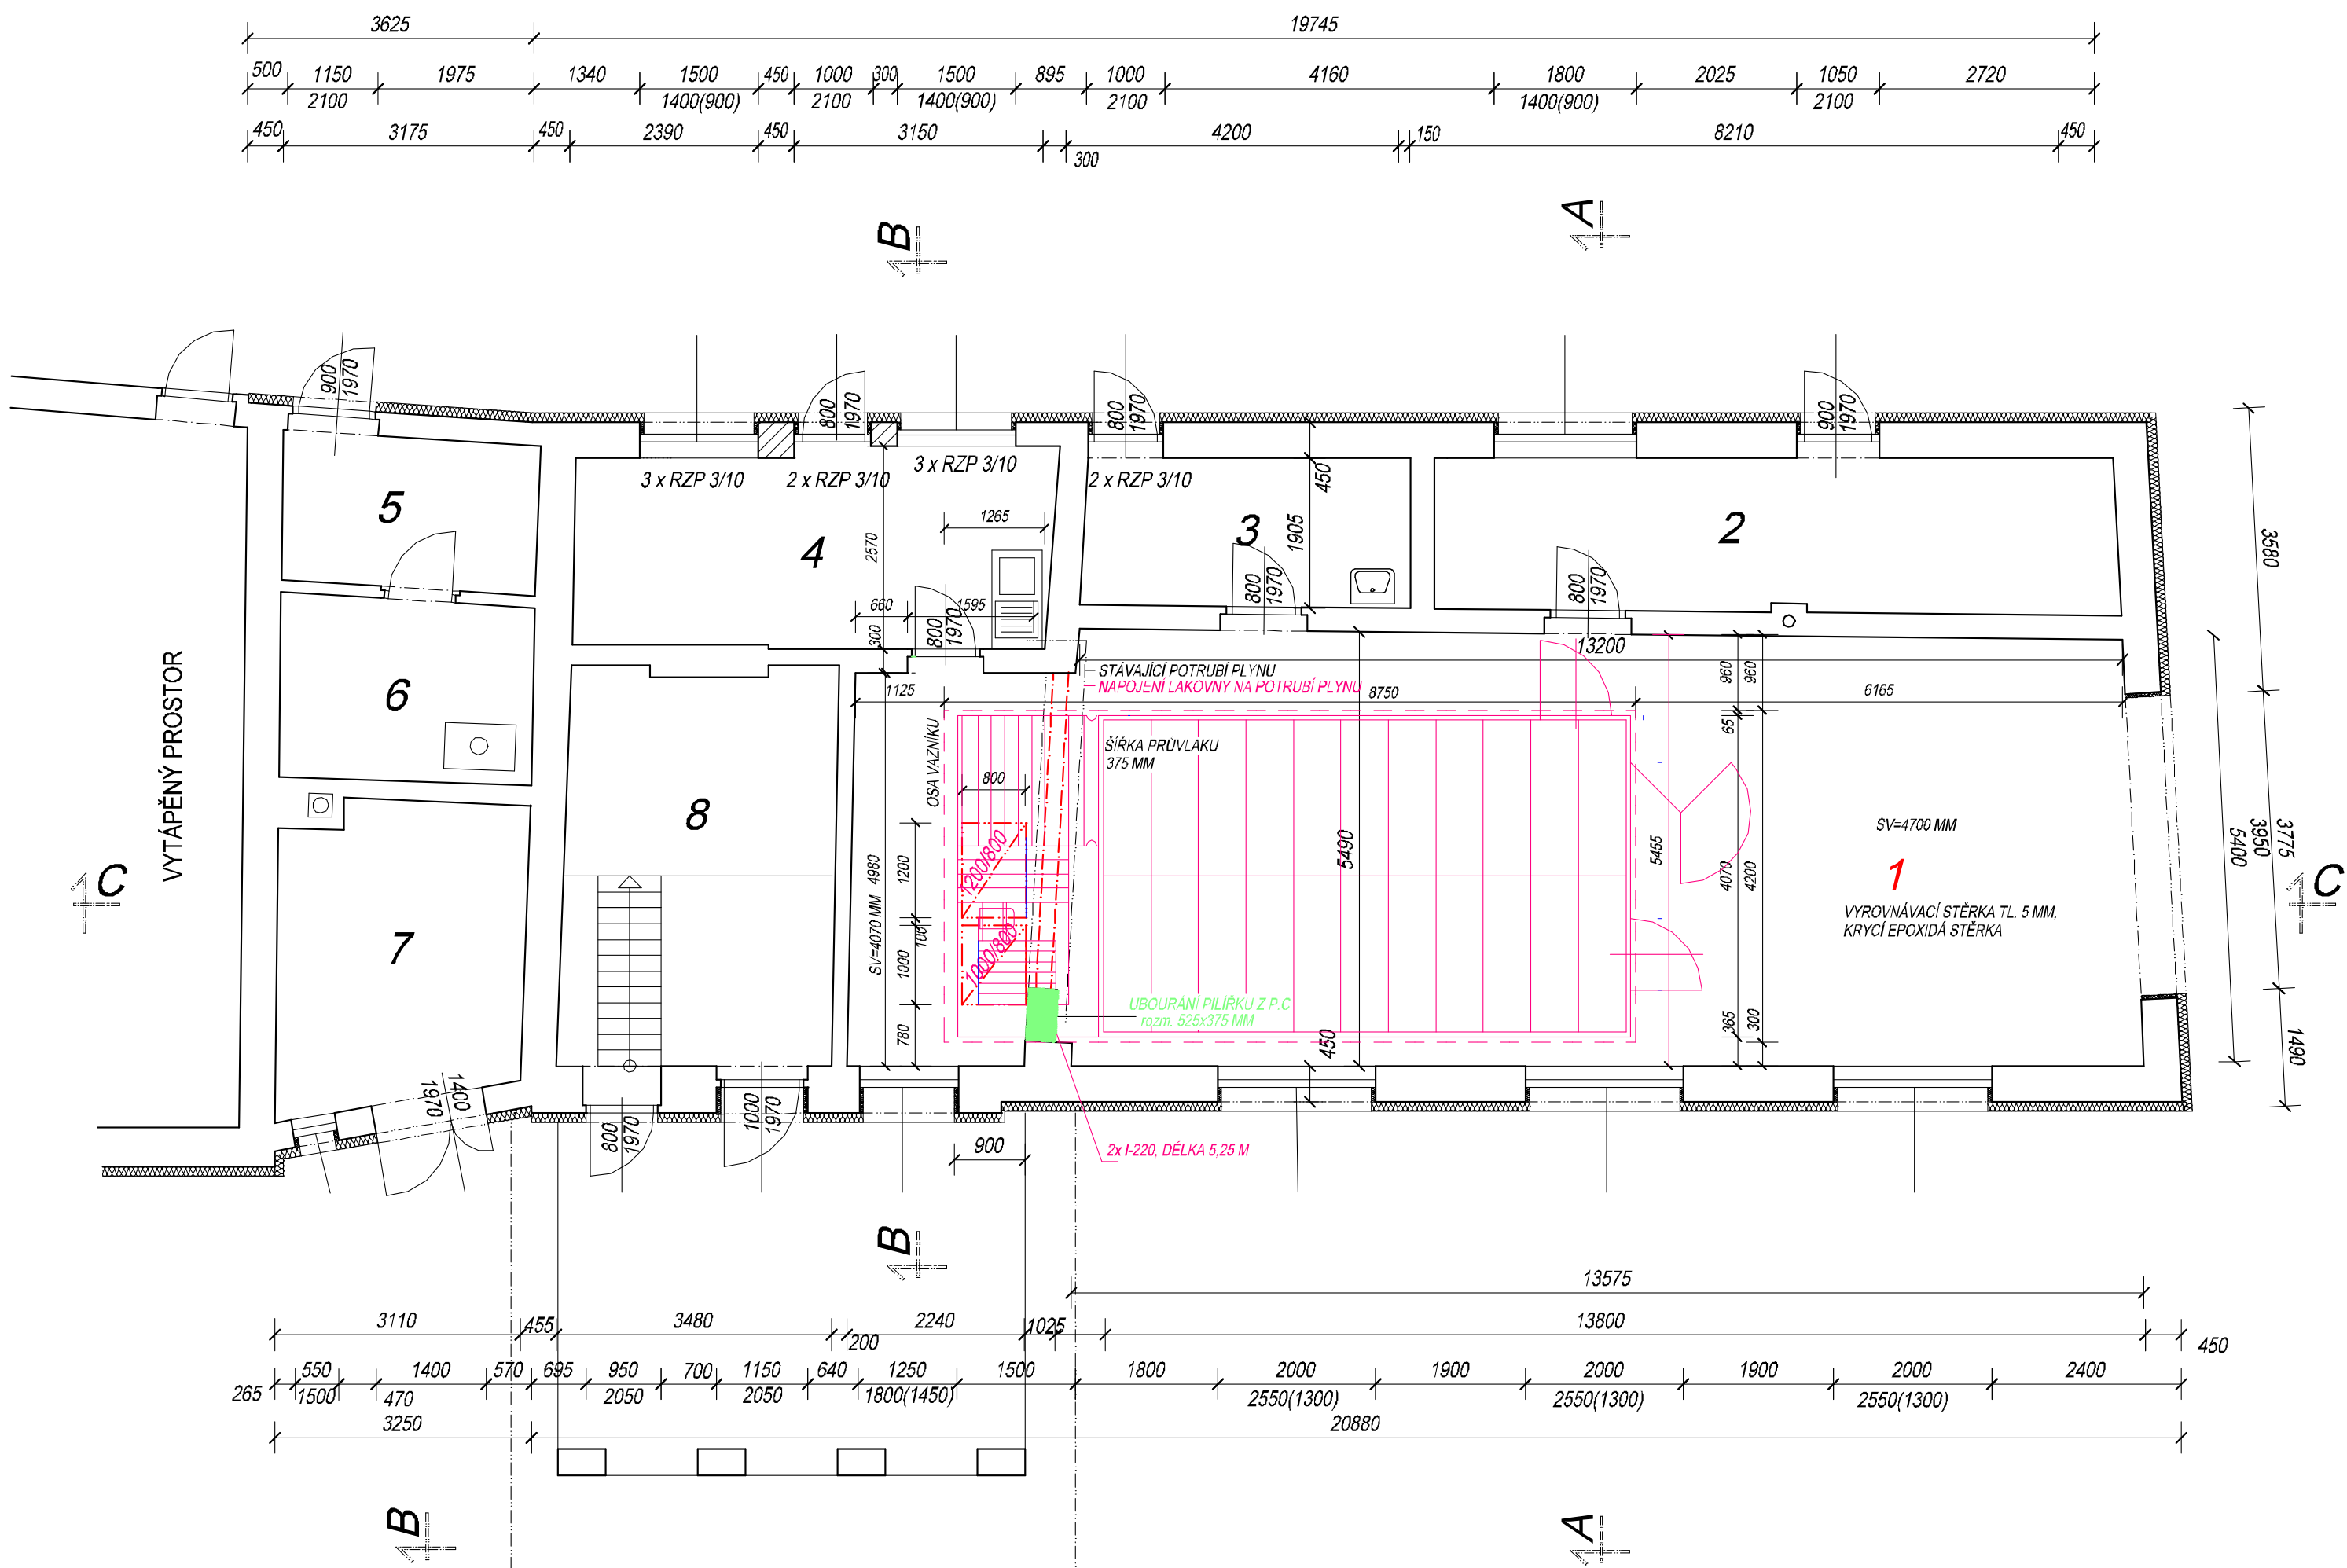 3625 19745
500 1150 1975 1340 1500 450 1000 300 1500 895 1000 4160 1800 2025 1050 2720
2100 1400(900) 2100 1400(900) 2100 1400(900) 2100
450 3175 450 2390 450 3150 300 4200 150 8210 450
B
A
900
1970
800
1970
800
1970
900
1970
3 x RZP 3/10
2 x RZP 3/10
3 x RZP 3/10
2 x RZP 3/10
450
1905
1265
2570
5
4
3
2
3580
660
1595
300
800
1970
800
1970
800
1970
13200
STÁVAJÍCÍ POTRUBÍ PLYNU
NAPOJENÍ LAKOVNY NA POTRUBÍ PLYNU
1125
8750
6165
960
960
65
VYTÁPĚNÝ PROSTOR
6
OSA VAZNÍKU
ŠÍŘKA PRŮVLAKU
375 MM
800
8
1200/800
1000/800
1200
100
1000
780
SV=4070 MM 4980
5490
5455
4070
4200
365
300
SV=4700 MM
1
VYROVNÁVACÍ STĚRKA TL. 5 MM,
KRYCÍ EPOXIDÁ STĚRKA
3775
3950
5400
1490
C
C
7
UBOURÁNÍ PILÍŘKU Z P.C
rozm. 525x375 MM
450
1400
1970
800
1970
1000
1970
900
2x I-220, DÉLKA 5,25 M
B
13575
3110 455 3480 200 2240 1025 13800 450
265 550 1400 570 695 950 700 1150 640 1250 1500 1800 2000 1900 2000 1900 2000 2400
1500 470 2050 2050 1800(1450) 2550(1300) 2550(1300) 2550(1300)
3250 20880
B
A